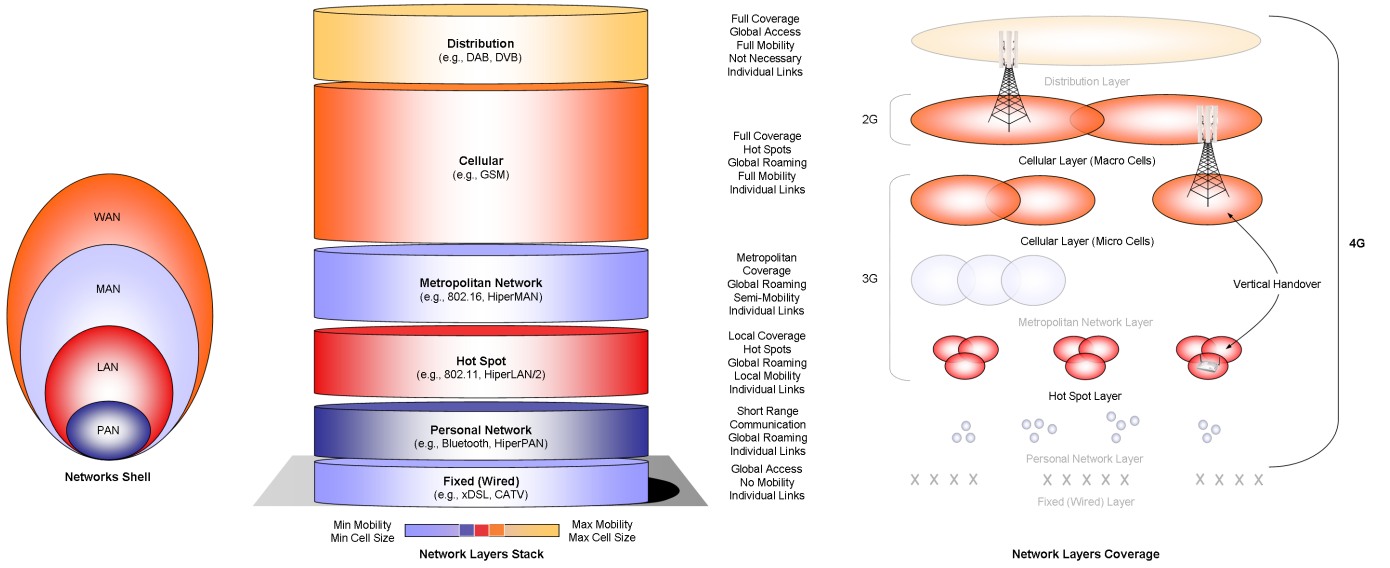 WAN
MAN
LAN
PAN
Networks Shell
Distribution
(e.g., DAB, DVB)
Cellular
(e.g., GSM)
Metropolitan Network
(e.g., 802.16, HiperMAN)
Hot Spot
(e.g., 802.11, HiperLAN/2)
Personal Network
(e.g., Bluetooth, HiperPAN)
Fixed (Wired)
(e.g., xDSL, CATV)
Min Mobility
Min Cell Size
Max Mobility
Max Cell Size
Network Layers Stack
Full Coverage
Global Access
Full Mobility
Not Necessary
Individual Links
Full Coverage
Hot Spots
Global Roaming
Full Mobility
Individual Links
Metropolitan
Coverage
Global Roaming
Semi-Mobility
Individual Links
Local Coverage
Hot Spots
Global Roaming
Local Mobility
Individual Links
Short Range
Communication
Global Roaming
Individual Links
Global Access
No Mobility
Individual Links
Distribution Layer
2G
Cellular Layer (Macro Cells)
Cellular Layer (Micro Cells)
3G
4G
Vertical Handover
Metropolitan Network Layer
Hot Spot Layer
Personal Network Layer
X X X X X X X X X X X X X
Fixed (Wired) Layer
Network Layers Coverage